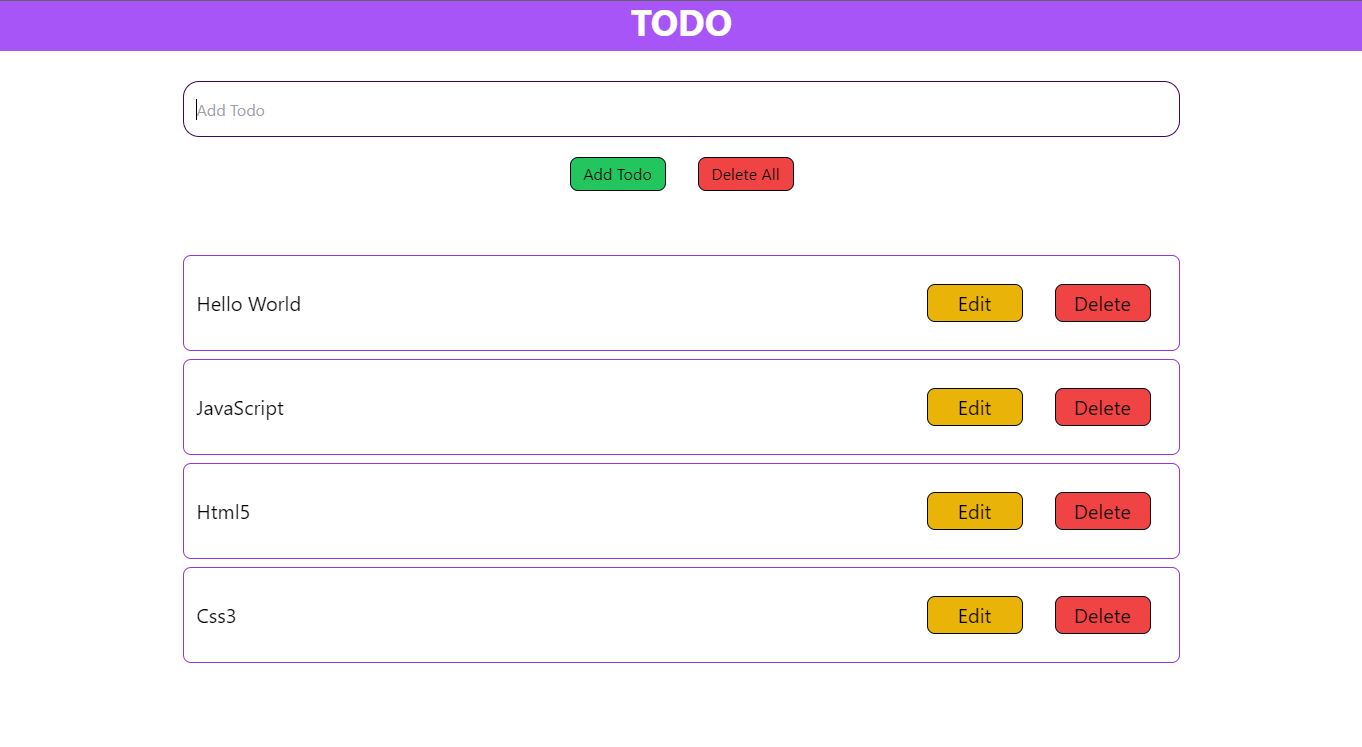 TODO
Add Todo
Add Todo Delete All
Hello World Edit Delete
JavaScript Edit Delete
Html5 Edit Delete
Css3 Edit Delete